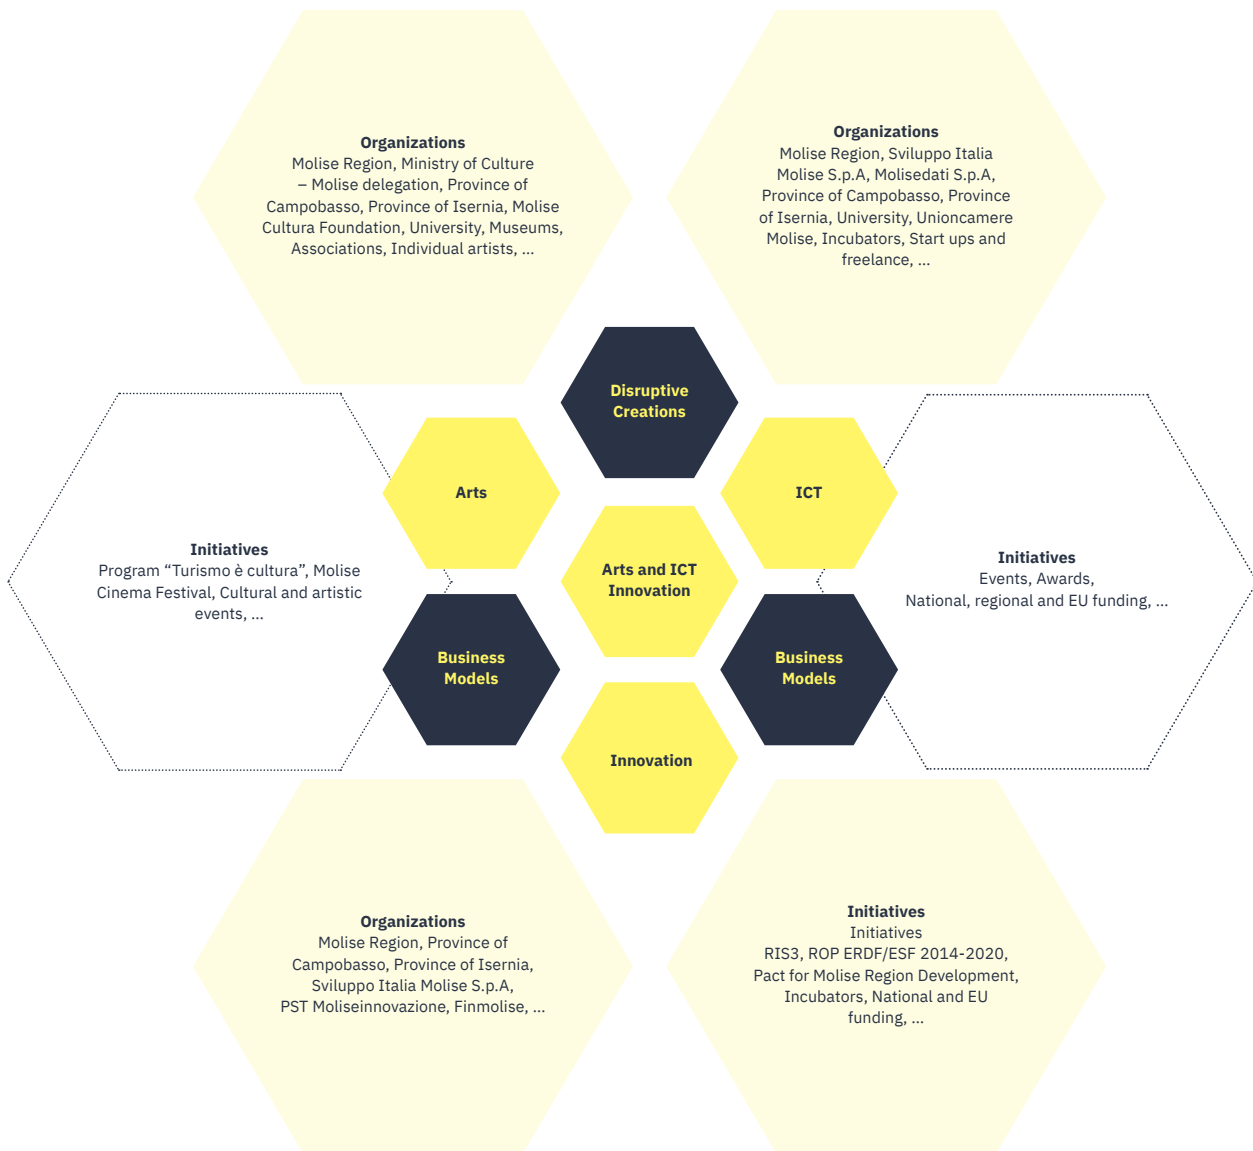 Organizations
Molise Region, Ministry of Culture
– Molise delegation, Province of
Campobasso, Province of Isernia, Molise
Cultura Foundation, University, Museums,
Associations, Individual artists, ...
Organizations
Molise Region, Sviluppo Italia
Molise S.p.A, Molisedati S.p.A,
Province of Campobasso, Province
of Isernia, University, Unioncamere
Molise, Incubators, Start ups and
freelance, ...
Disruptive
Creations
Arts
ICT
Initiatives
Program “Turismo è cultura”, Molise
Cinema Festival, Cultural and artistic
events, ...
Arts and ICT
Innovation
Initiatives
Events, Awards,
National, regional and EU funding, ...
Business
Models
Business
Models
Innovation
Organizations
Molise Region, Province of
Campobasso, Province of Isernia,
Sviluppo Italia Molise S.p.A,
PST Moliseinnovazione, Finmolise, ...
Initiatives
Initiatives
RIS3, ROP ERDF/ESF 2014-2020,
Pact for Molise Region Development,
Incubators, National and EU
funding, ...